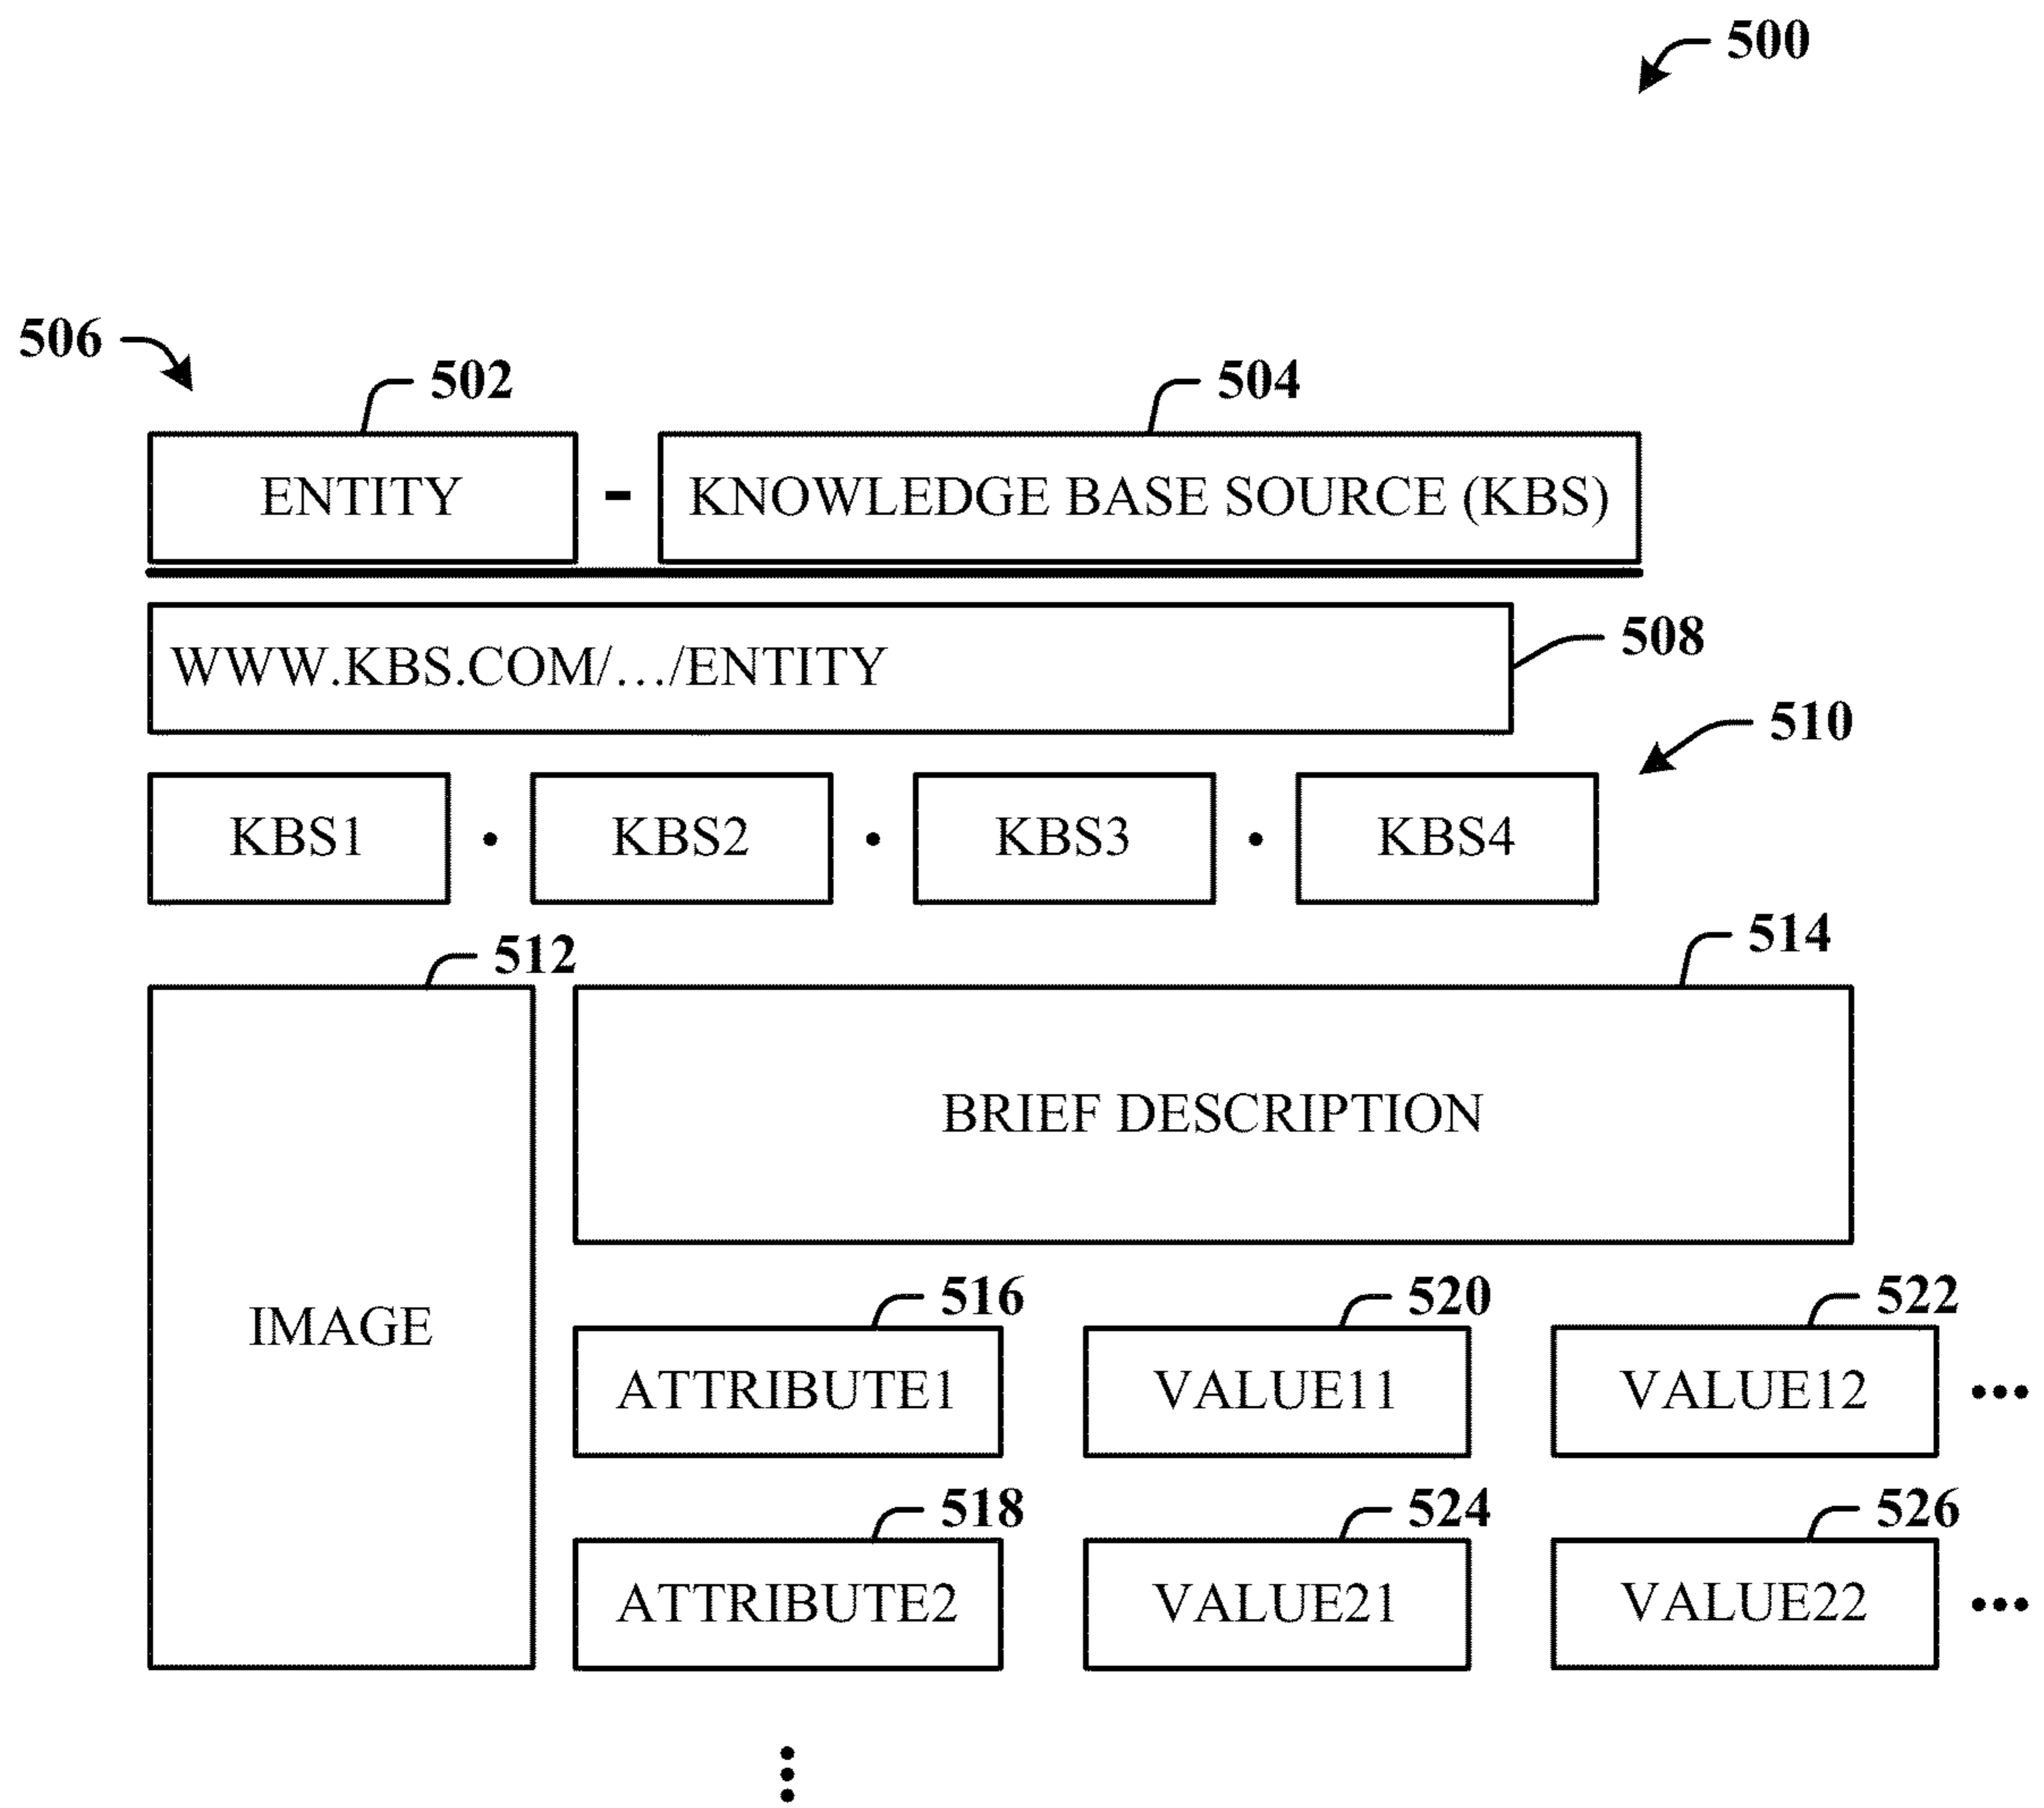 500
506
502 504
ENTITY - KNOWLEDGE BASE SOURCE (KBS)
WWW.KBS.COM/…/ENTITY 508
510
KBS1 • KBS2 • KBS3 • KBS4
512 514
BRIEF DESCRIPTION
IMAGE
516 520 522
ATTRIBUTE1 VALUE11 VALUE12 •••
518 524 526
ATTRIBUTE2 VALUE21 VALUE22 •••